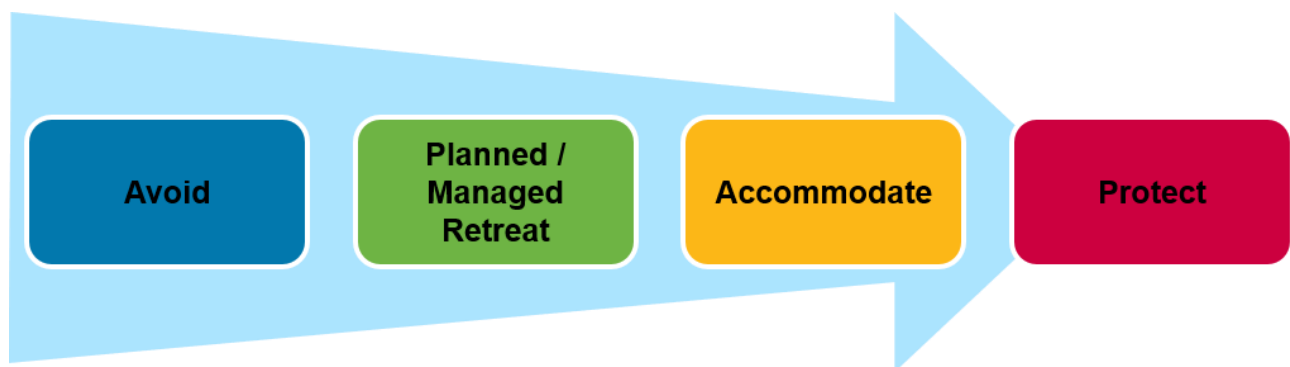 Avoid
Planned /
Managed
Retreat
Accommodate
Protect